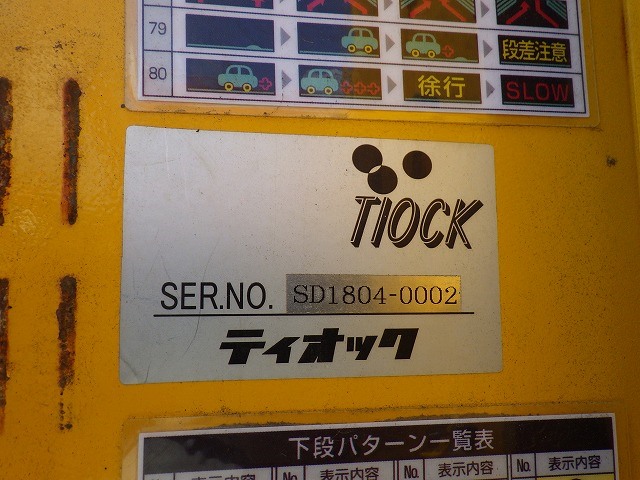 79
段差注意
80
徐行
SLOW
TIOCK
SER.NO. SD1804-0002
ティオック
下段パターン一覧表
No. 表示内容 No. 表示内容 No. 表示内容